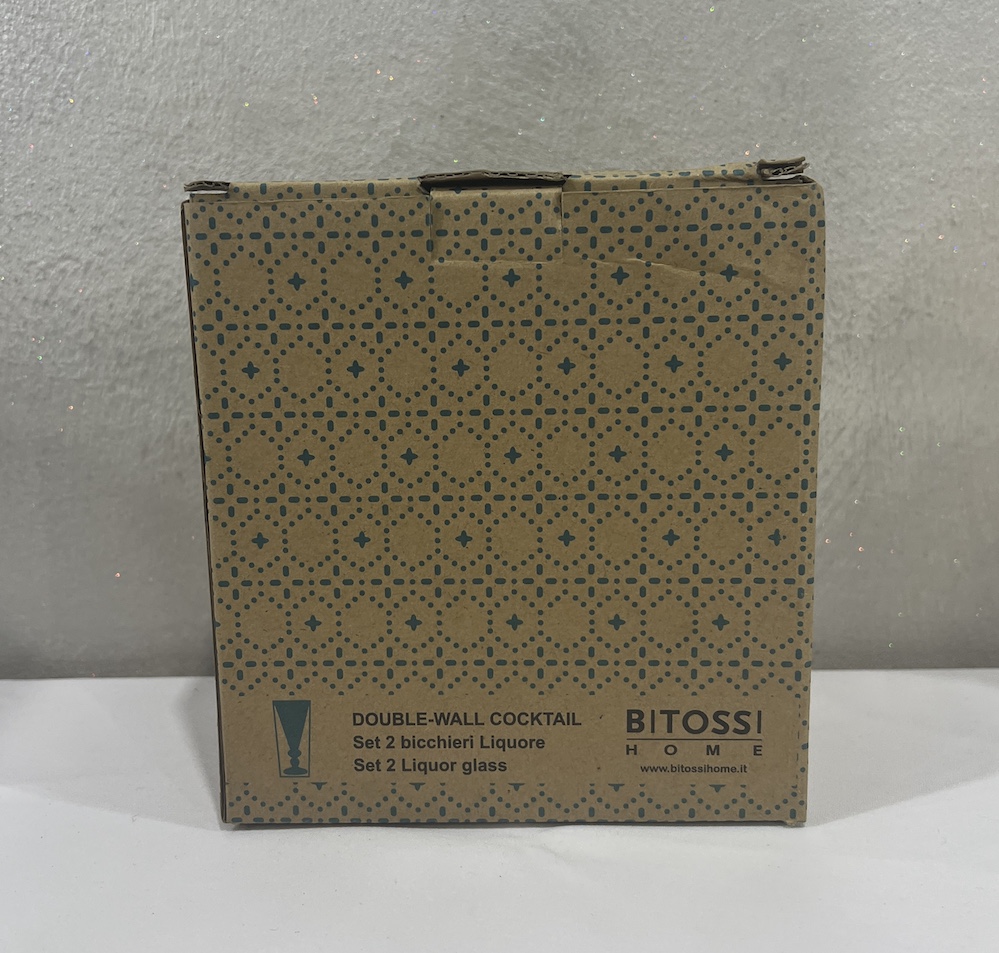 DOUBLE-WALL COCKTAIL
Set 2 bicchieri Liquore
Set 2 Liquor glass
BITOSSI
HOME
www.bitossihome.it